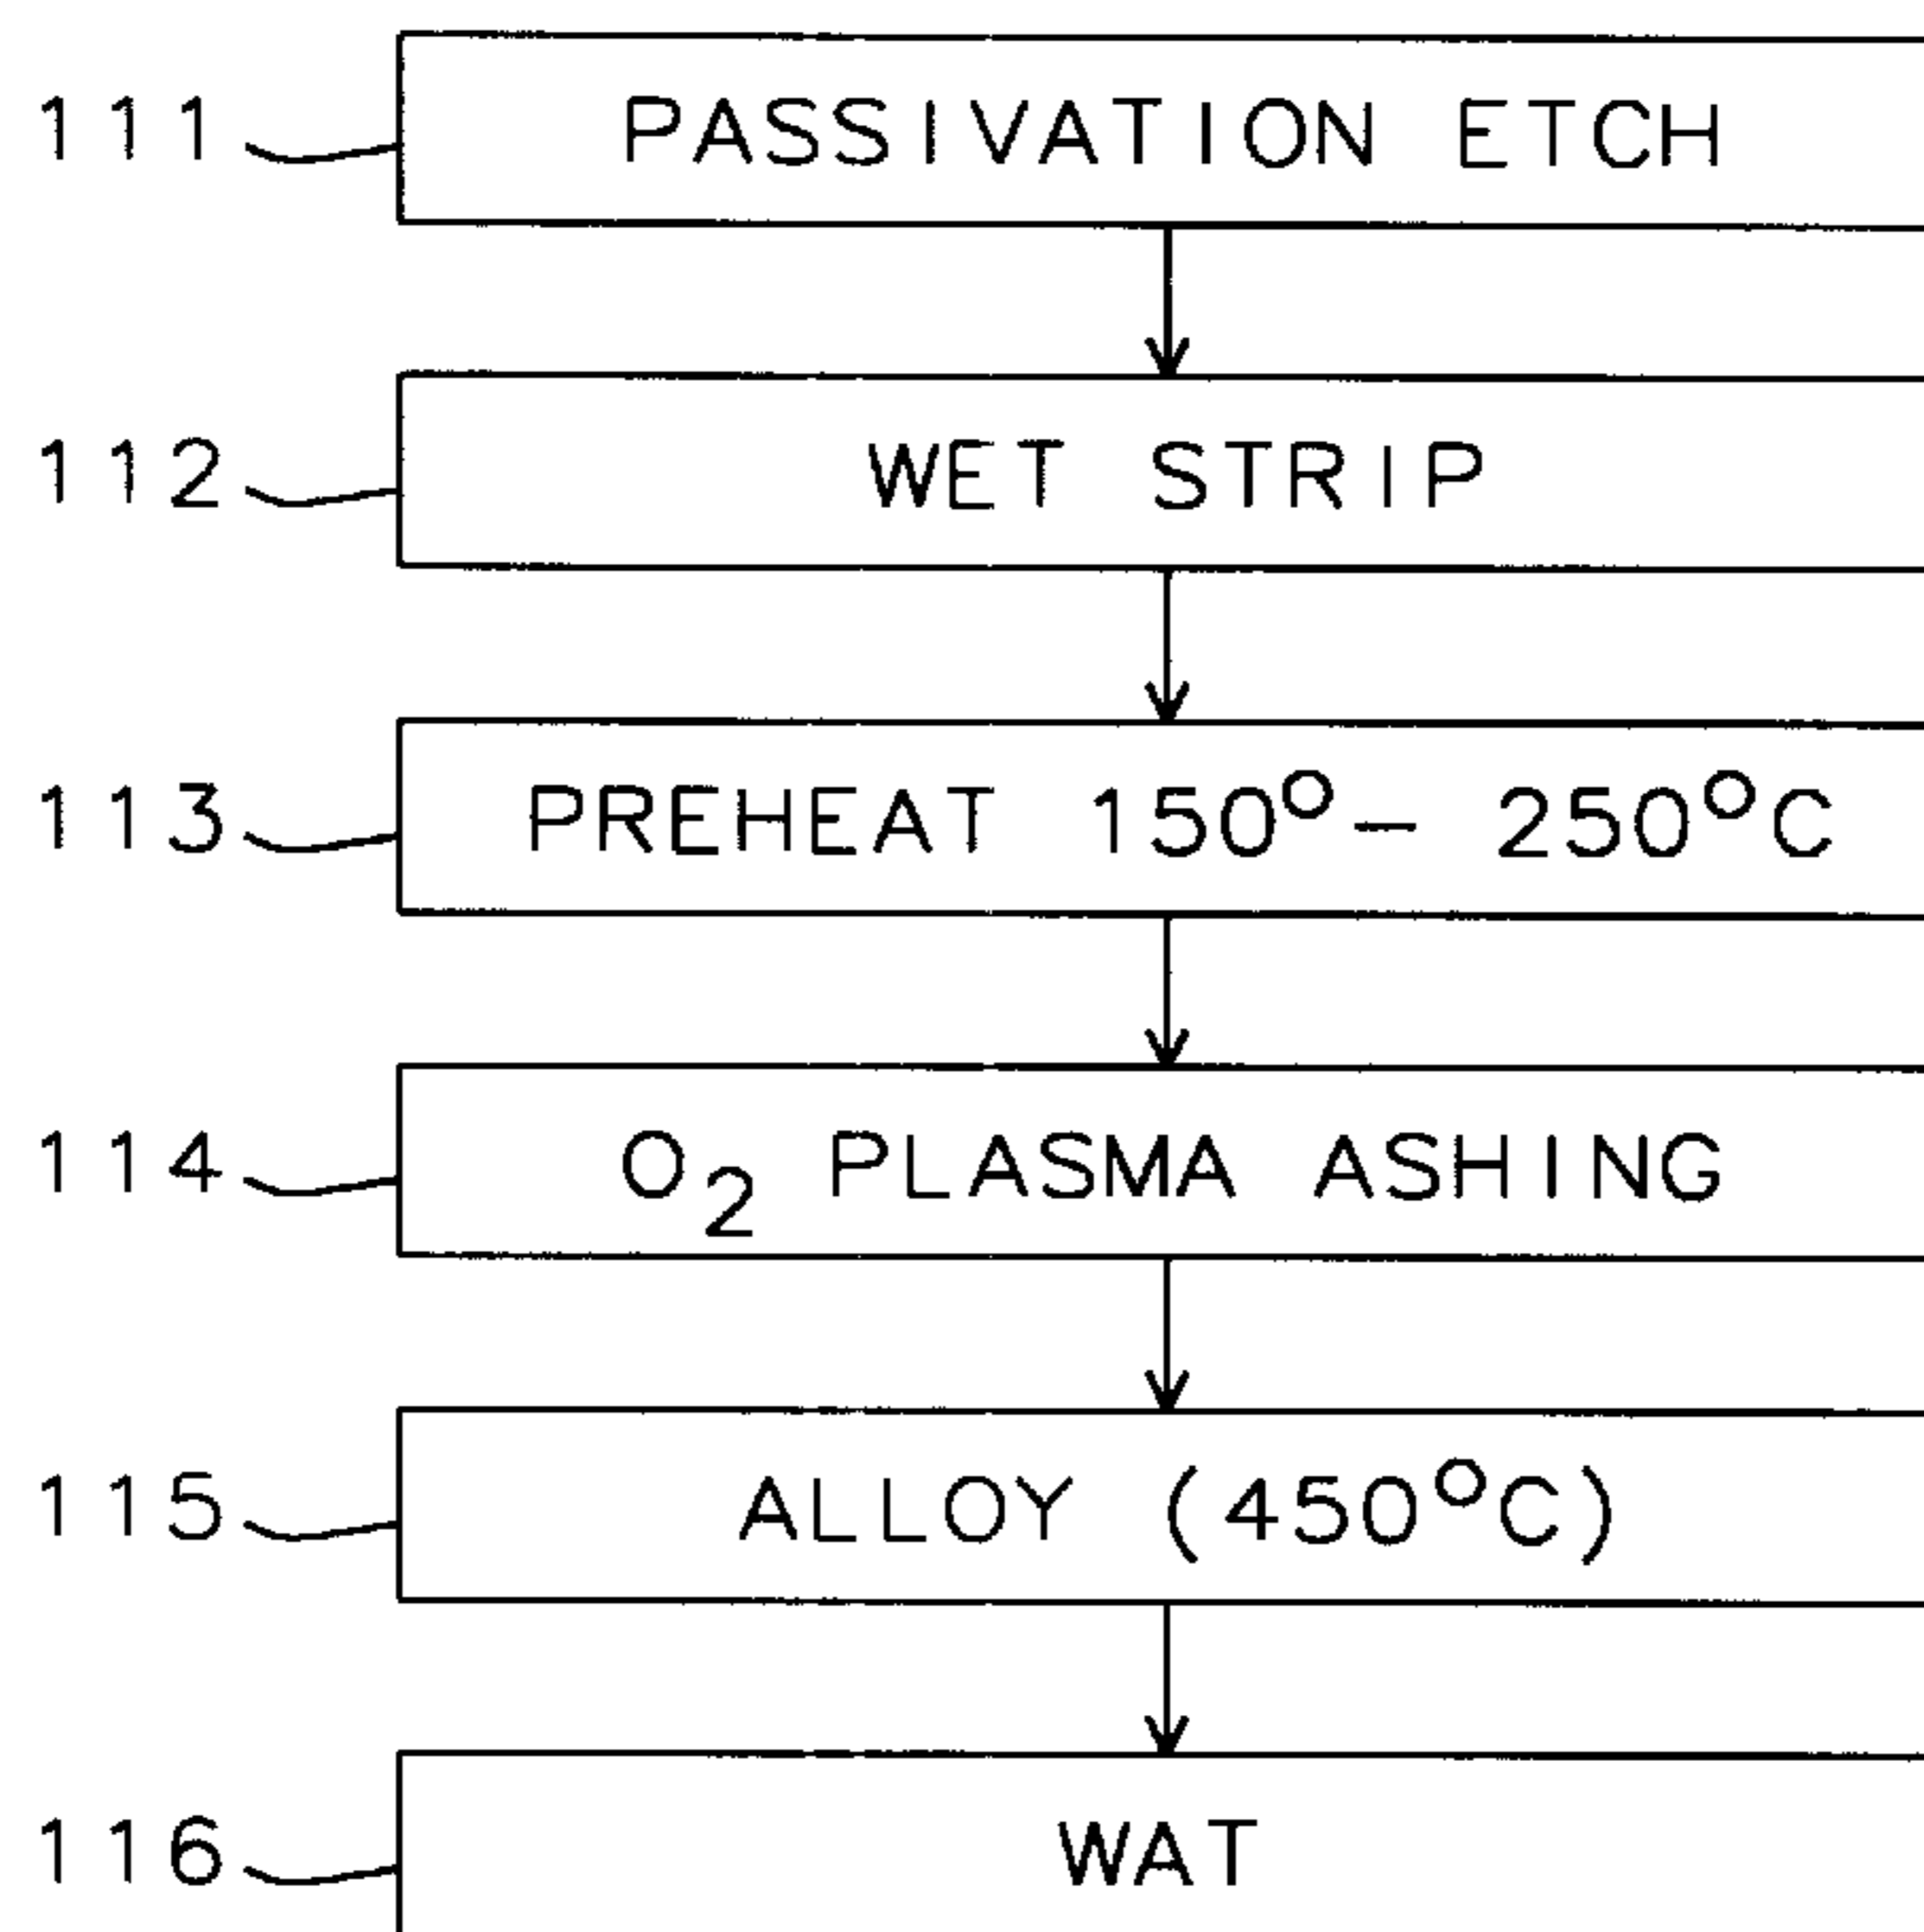 111 PASSIVATION ETCH
112 WET STRIP
113 PREHEAT 150°– 250°C
114 O₂ PLASMA ASHING
115 ALLOY (450°C)
116 WAT